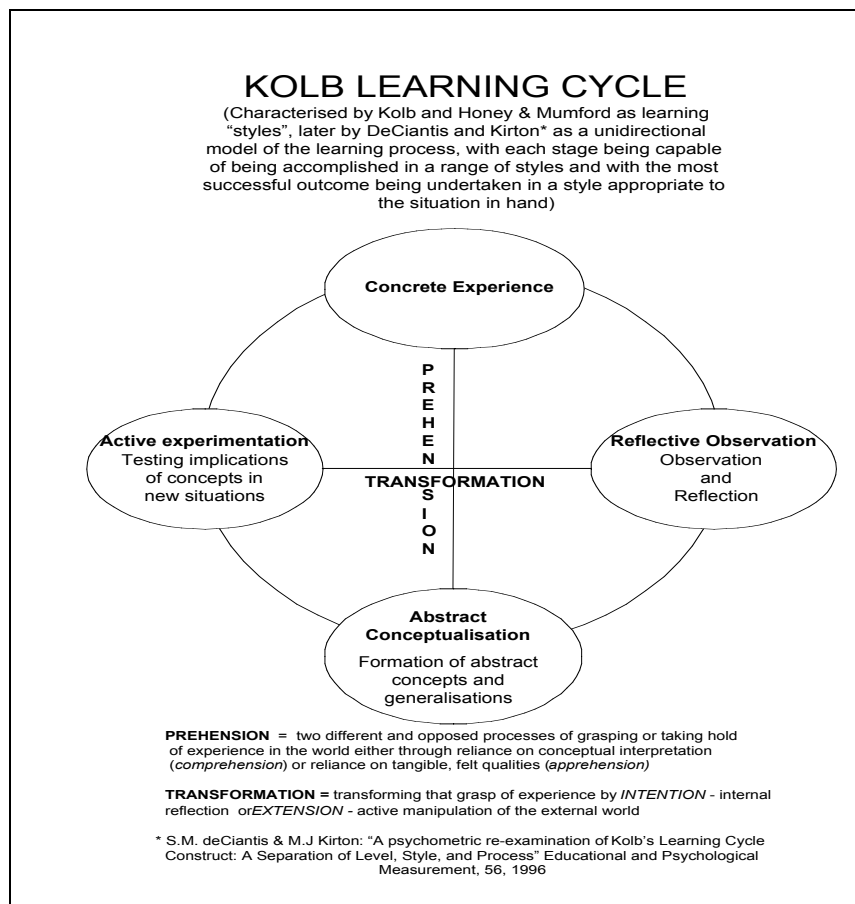 KOLB LEARNING CYCLE
(Characterised by Kolb and Honey & Mumford as learning
“styles”, later by DeCiantis and Kirton* as a unidirectional
model of the learning process, with each stage being capable
of being accomplished in a range of styles and with the most
successful outcome being undertaken in a style appropriate to
the situation in hand)
Concrete Experience
PREHENSION
Active experimentation
Testing implications
of concepts in
new situations
TRANSFORMATION
Reflective Observation
Observation
and
Reflection
Abstract
Conceptualisation
Formation of abstract
concepts and
generalisations
PREHENSION = two different and opposed processes of grasping or taking hold
of experience in the world either through reliance on conceptual interpretation
(comprehension) or reliance on tangible, felt qualities (apprehension)
TRANSFORMATION = transforming that grasp of experience by INTENTION - internal
reflection orEXTENSION - active manipulation of the external world
* S.M. deCiantis & M.J Kirton: “A psychometric re-examination of Kolb's Learning Cycle
Construct: A Separation of Level, Style, and Process” Educational and Psychological
Measurement, 56, 1996